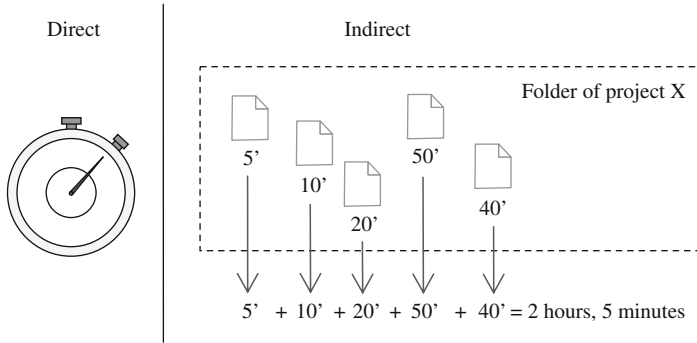 Direct
Indirect
Folder of project X
5’
10’
20’
50’
40’
5’ + 10’ + 20’ + 50’ + 40’ = 2 hours, 5 minutes